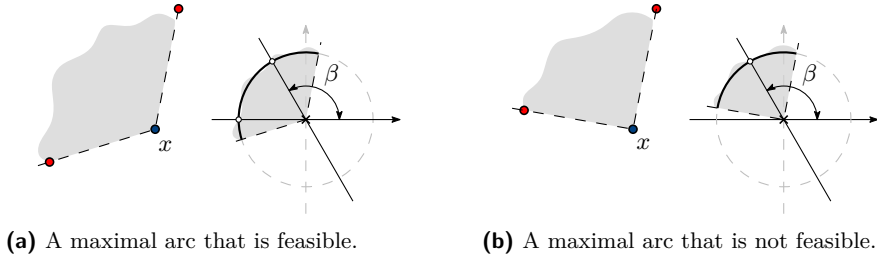 β
x
β
x
(a) A maximal arc that is feasible.
(b) A maximal arc that is not feasible.